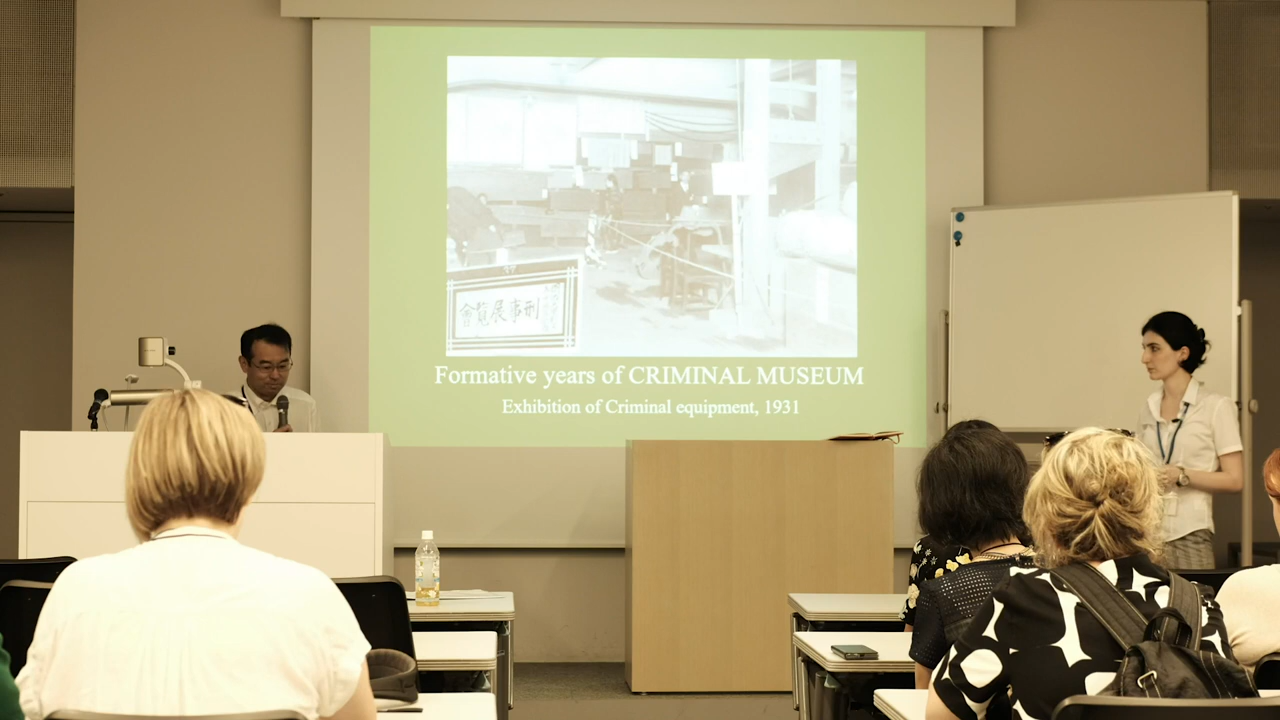 會覧展事刑
Formative years of CRIMINAL MUSEUM
Exhibition of Criminal equipment, 1931